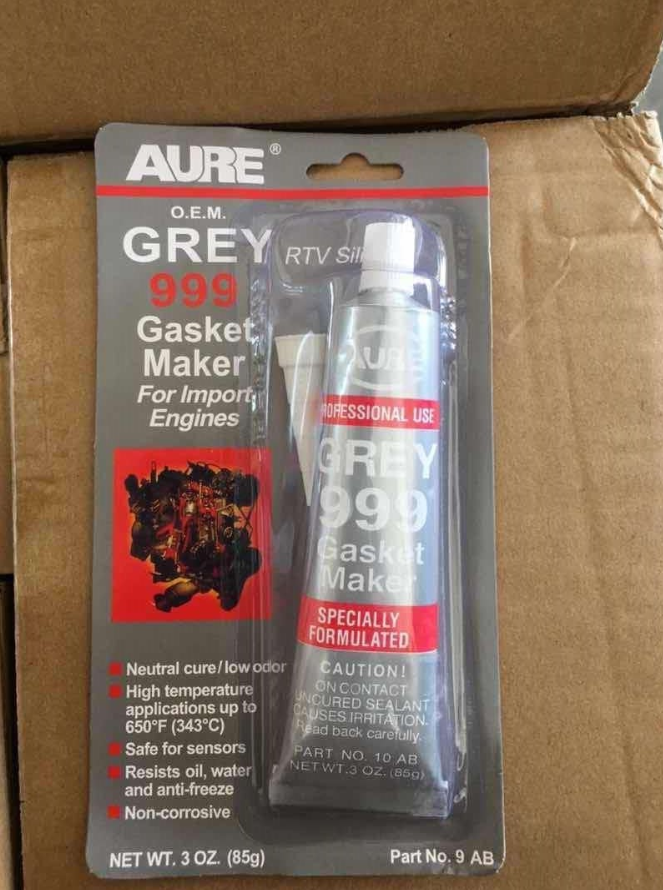 AURE®
O.E.M.
GREY
RTV Sil
999
Gasket
Maker
For Import
Engines
Neutral cure/low odor
High temperature
applications up to
650°F (343°C)
Safe for sensors
Resists oil, water
and anti-freeze
Non-corrosive
NET WT. 3 OZ. (85g)
Part No. 9 AB
AURE
PROFESSIONAL USE
GREY
999
Gasket
Maker
SPECIALLY
FORMULATED
CAUTION!
ON CONTACT
UNCURED SEALANT
CAUSES IRRITATION.
Read back carefully.
PART NO. 10 AB
NET WT. 3 OZ. (85g)